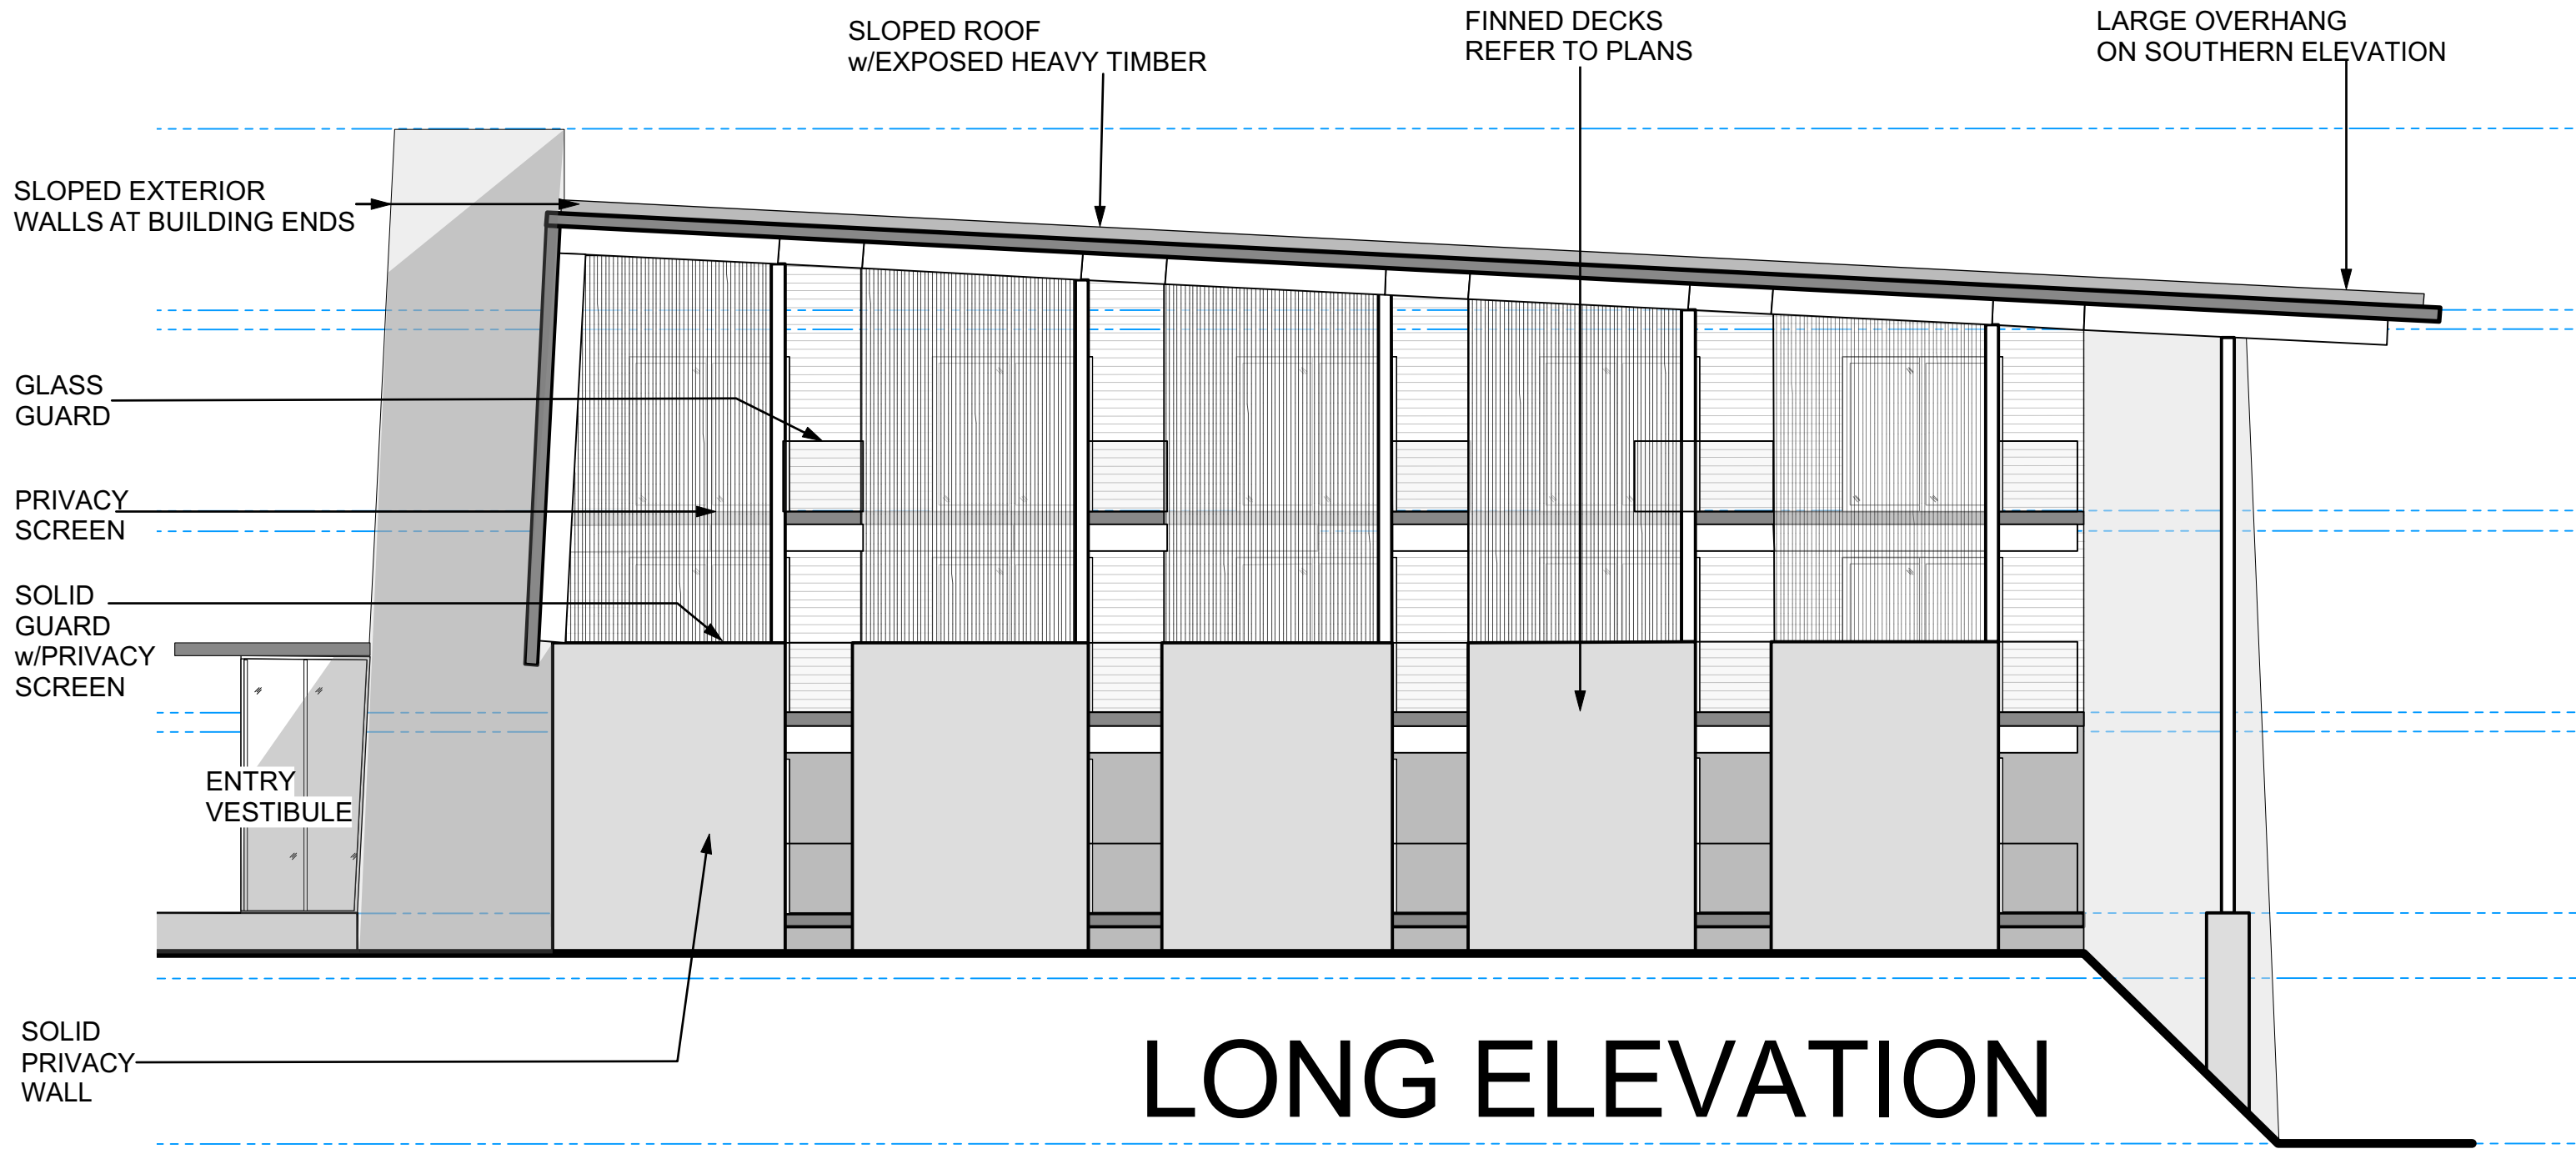 SLOPED ROOF
w/EXPOSED HEAVY TIMBER
FINNED DECKS
REFER TO PLANS
LARGE OVERHANG
ON SOUTHERN ELEVATION
SLOPED EXTERIOR
WALLS AT BUILDING ENDS
GLASS
GUARD
PRIVACY
SCREEN
SOLID
GUARD
w/PRIVACY
SCREEN
ENTRY
VESTIBULE
SOLID
PRIVACY
WALL
LONG ELEVATION